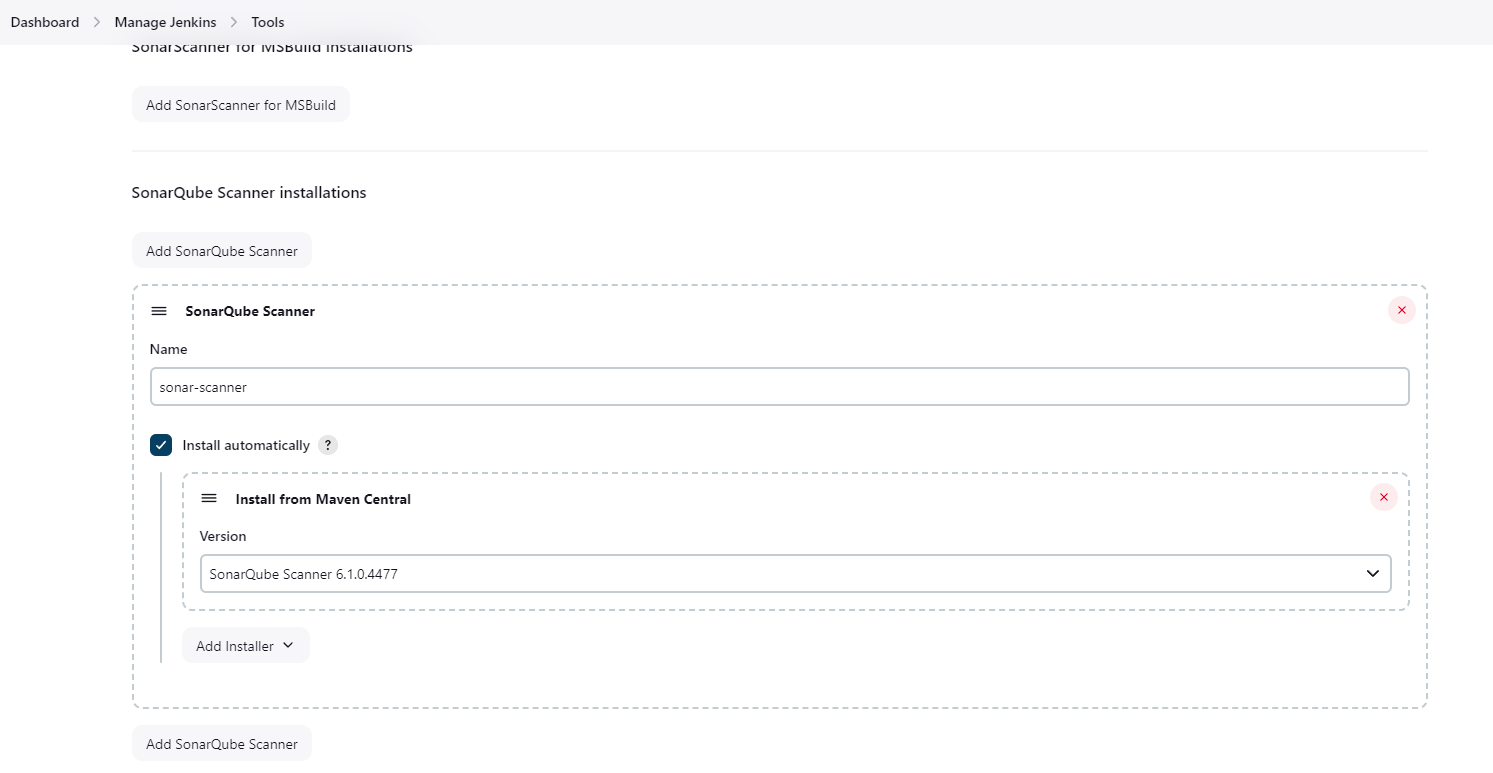 Dashboard > Manage Jenkins > Tools
SonarScanner for MSBuild installations
Add SonarScanner for MSBuild
SonarQube Scanner installations
Add SonarQube Scanner
SonarQube Scanner
Name
sonar-scanner
Install automatically ?
Install from Maven Central
Version
SonarQube Scanner 6.1.0.4477
Add Installer
Add SonarQube Scanner